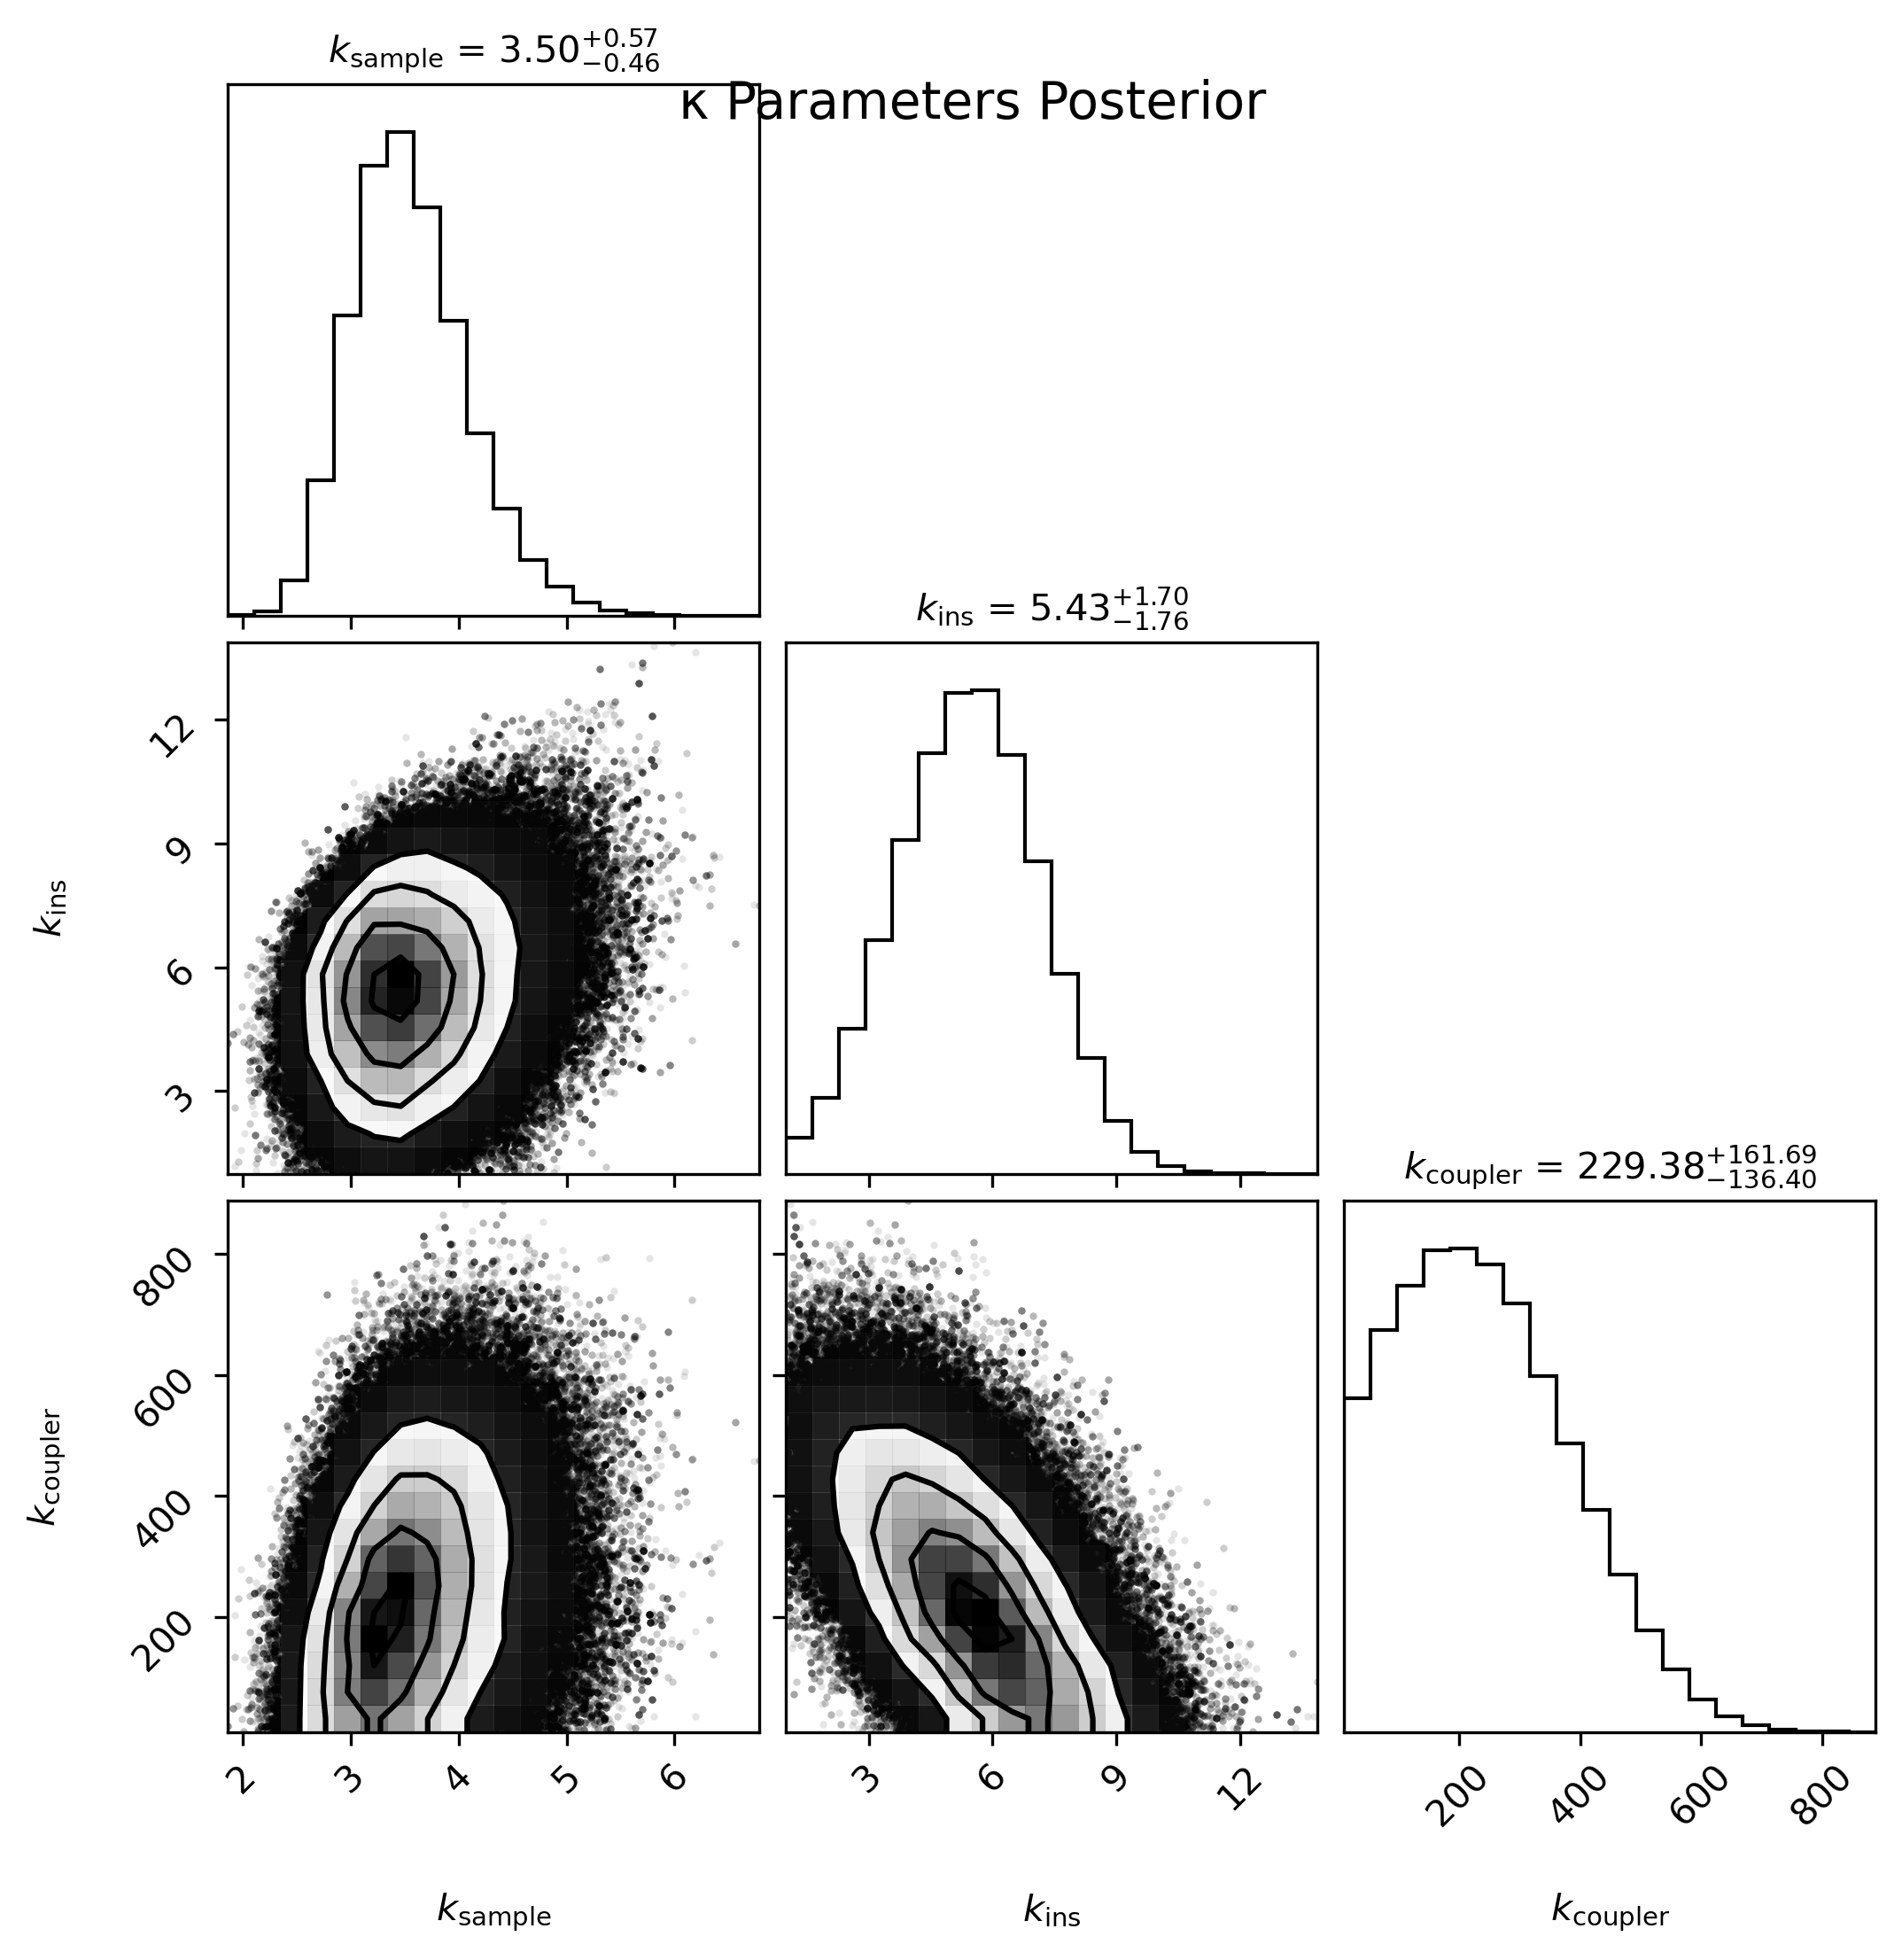 k_sample = 3.50 +0.57 −0.46
κ Parameters Posterior
k_ins = 5.43 +1.70 −1.76
12
9
6
3
k_ins
k_coupler = 229.38 +161.69 −136.40
800
600
400
200
k_coupler
2 3 4 5 6
3 6 9 12
200 400 600 800
k_sample
k_ins
k_coupler